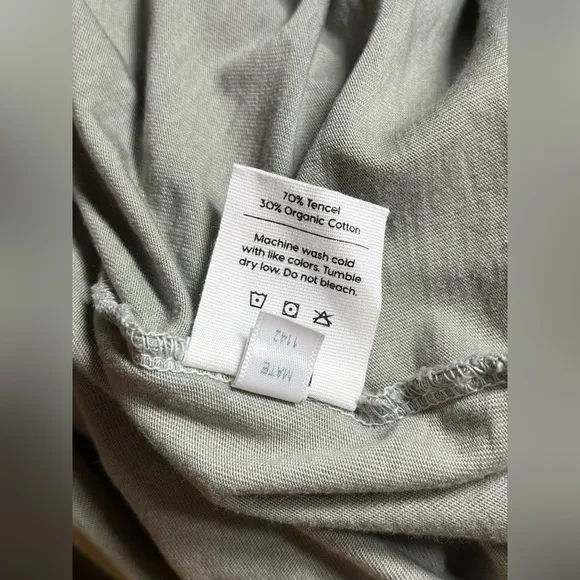 70% Tencel
30% Organic Cotton
Machine wash cold
with like colors. Tumble
dry low. Do not bleach.
MATE
1142